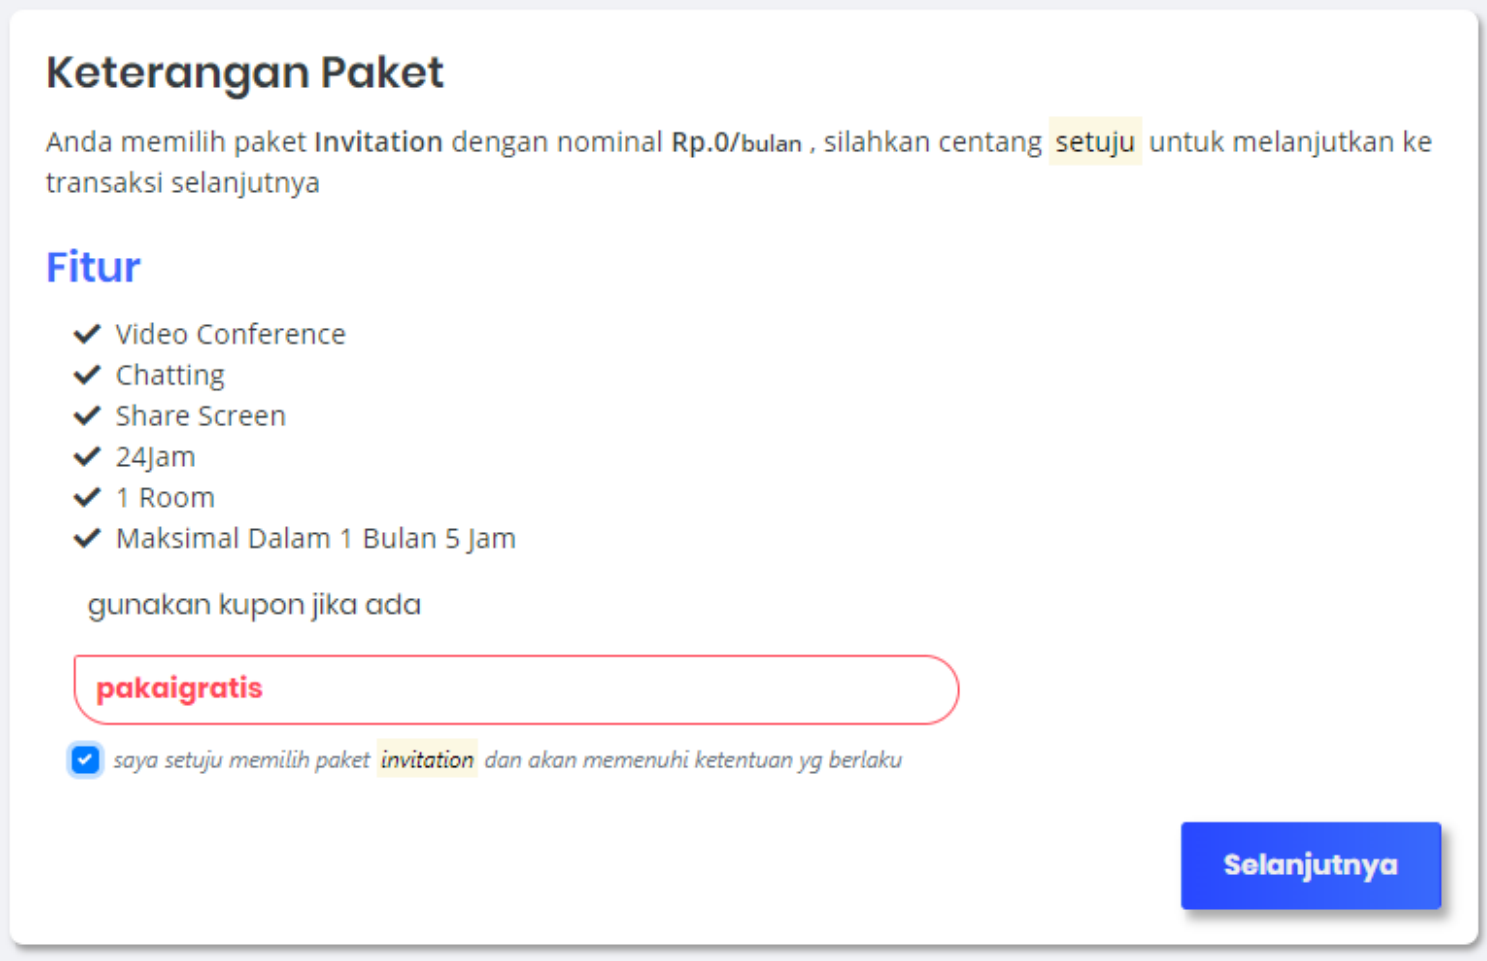 Keterangan Paket
Anda memilih paket Invitation dengan nominal Rp.0/bulan , silahkan centang setuju untuk melanjutkan ke
transaksi selanjutnya
Fitur
Video Conference
Chatting
Share Screen
24Jam
1 Room
Maksimal Dalam 1 Bulan 5 Jam
gunakan kupon jika ada
pakaigratis
saya setuju memilih paket invitation dan akan memenuhi ketentuan yg berlaku
Selanjutnya